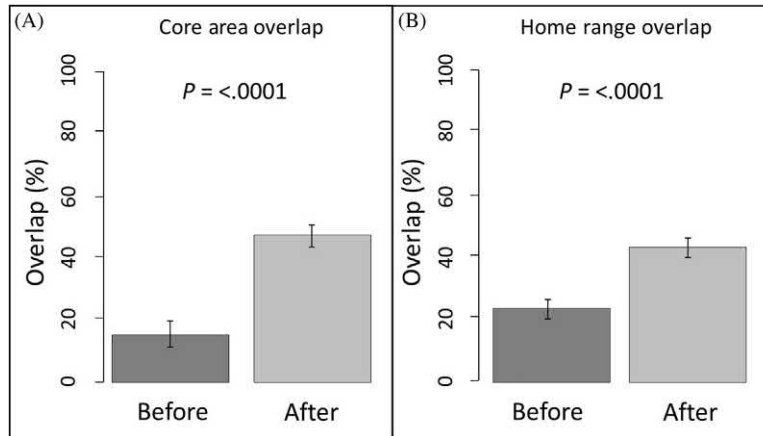 (A)
Core area overlap
P = <.0001
100
80
60
40
20
0
Overlap (%)
Before
After
(B)
Home range overlap
P = <.0001
100
80
60
40
20
0
Overlap (%)
Before
After